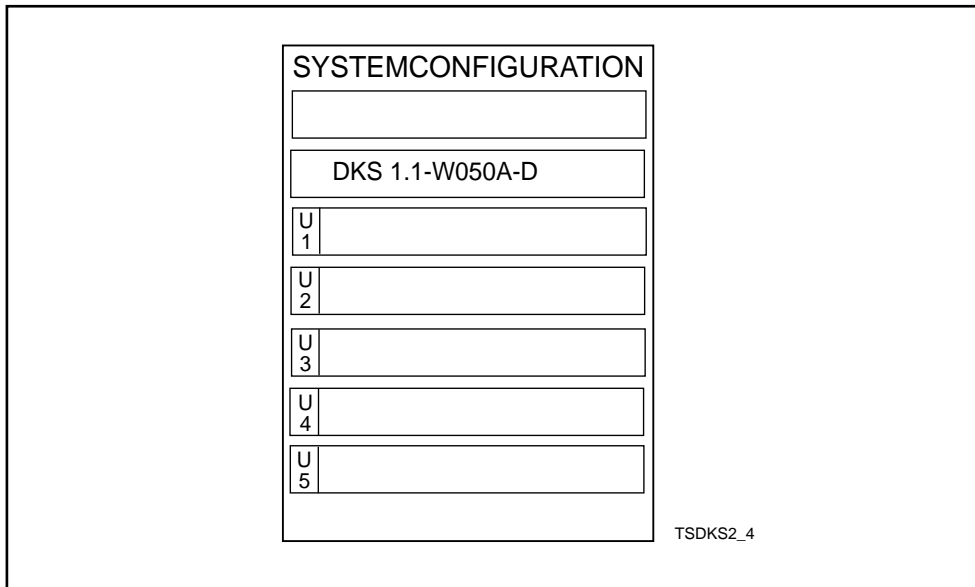 SYSTEMCONFIGURATION
DKS 1.1-W050A-D
U
1
U
2
U
3
U
4
U
5
TSDKS2_4